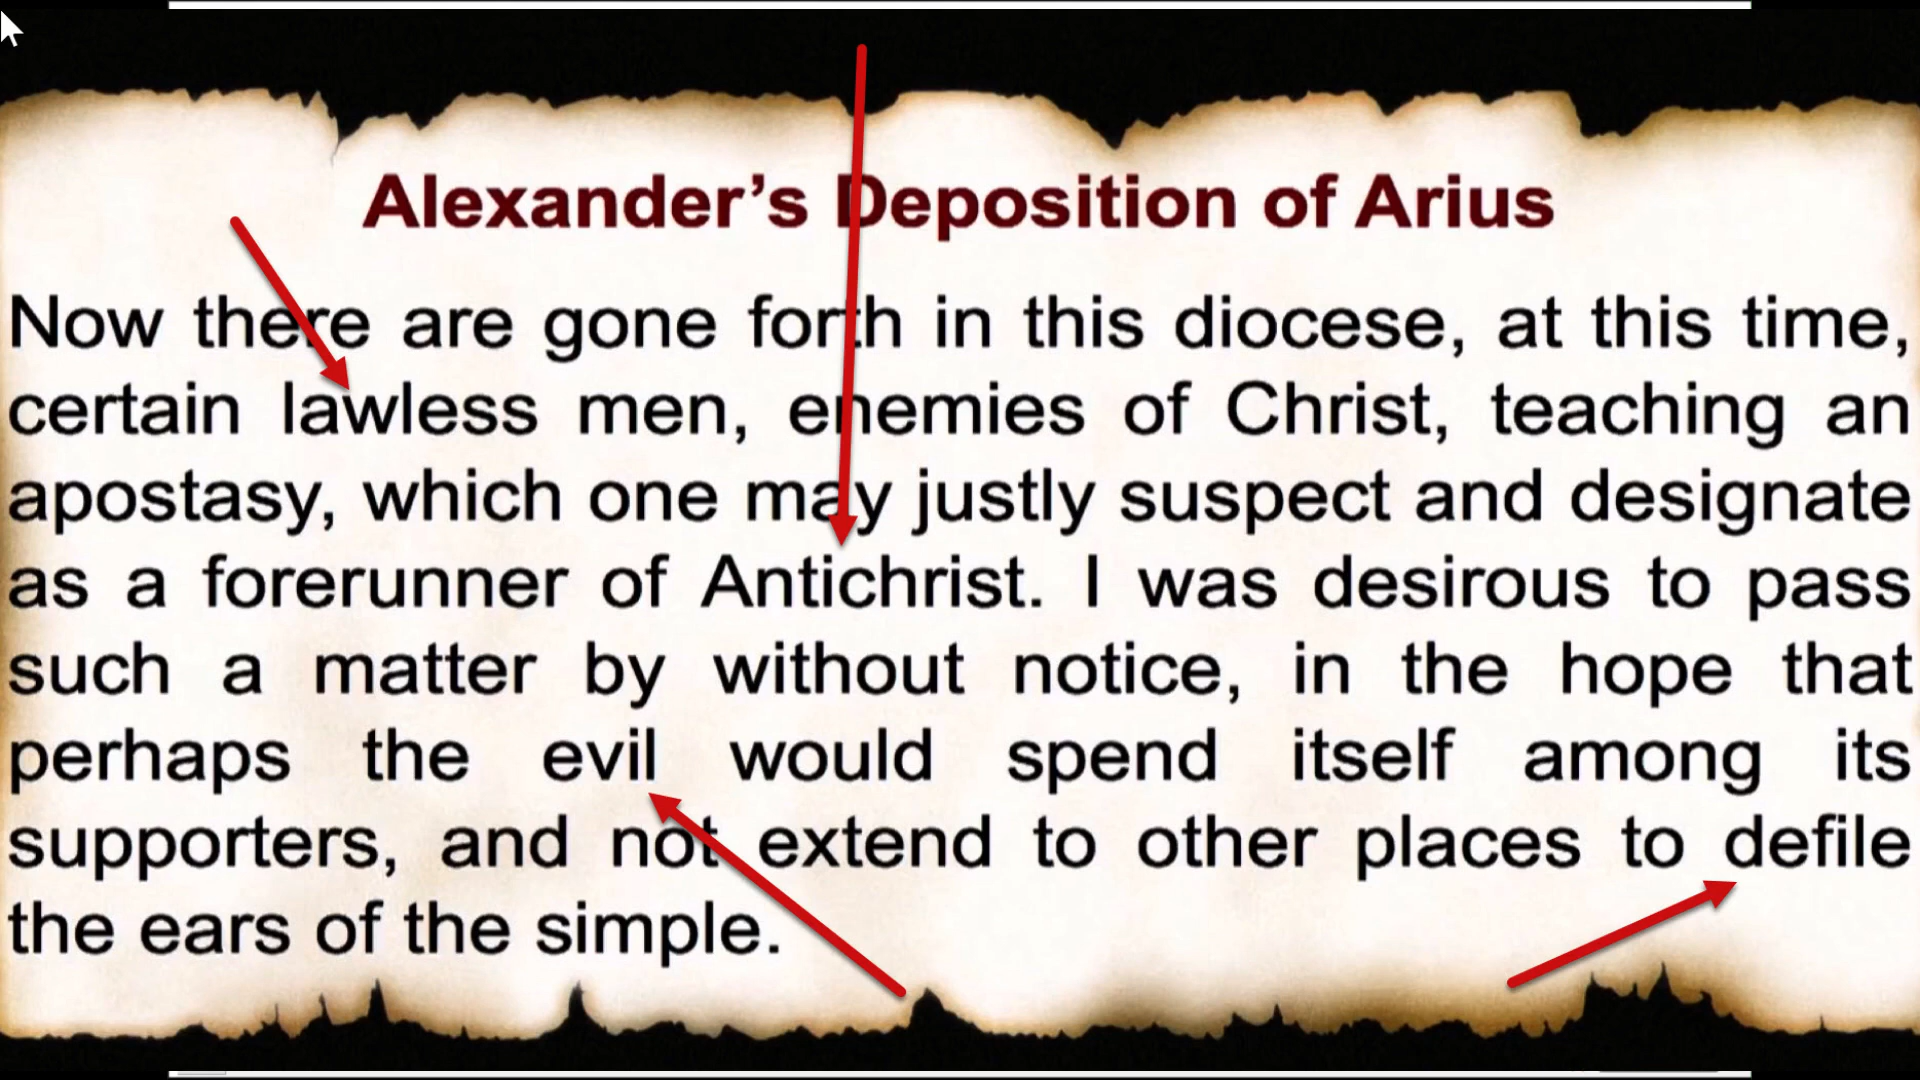 Alexander’s Deposition of Arius
Now there are gone forth in this diocese, at this time,
certain lawless men, enemies of Christ, teaching an
apostasy, which one may justly suspect and designate
as a forerunner of Antichrist. I was desirous to pass
such a matter by without notice, in the hope that
perhaps the evil would spend itself among its
supporters, and not extend to other places to defile
the ears of the simple.